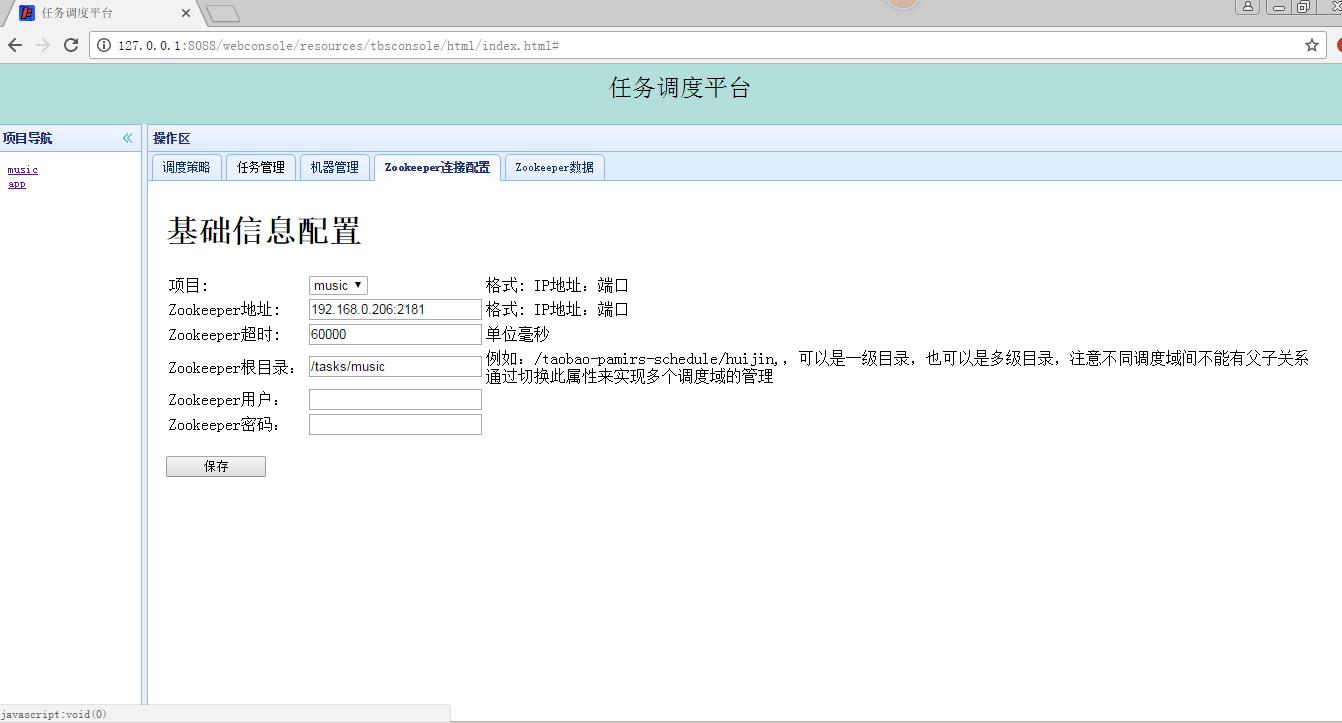 任务调度平台
127.0.0.1:8088/webconsole/resources/tbsconsole/html/index.html#
任务调度平台
项目导航
操作区
music
app
调度策略 任务管理 机器管理 Zookeeper连接配置 Zookeeper数据
基础信息配置
项目: music 格式: IP地址: 端口
Zookeeper地址: 192.168.0.206:2181 格式: IP地址: 端口
Zookeeper超时: 60000 单位毫秒
Zookeeper根目录: /tasks/music 例如: /taobao-pamirs-schedule/huijin,, 可以是一级目录，也可以是多级目录，注意不同调度域间不能有父子关系
通过切换此属性来实现多个调度域的管理
Zookeeper用户:
Zookeeper密码:
保存
javascript:void(0)